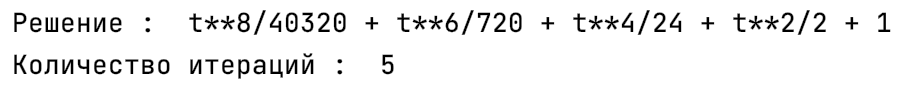 Решение :  t**8/40320 + t**6/720 + t**4/24 + t**2/2 + 1
Количество итераций :  5